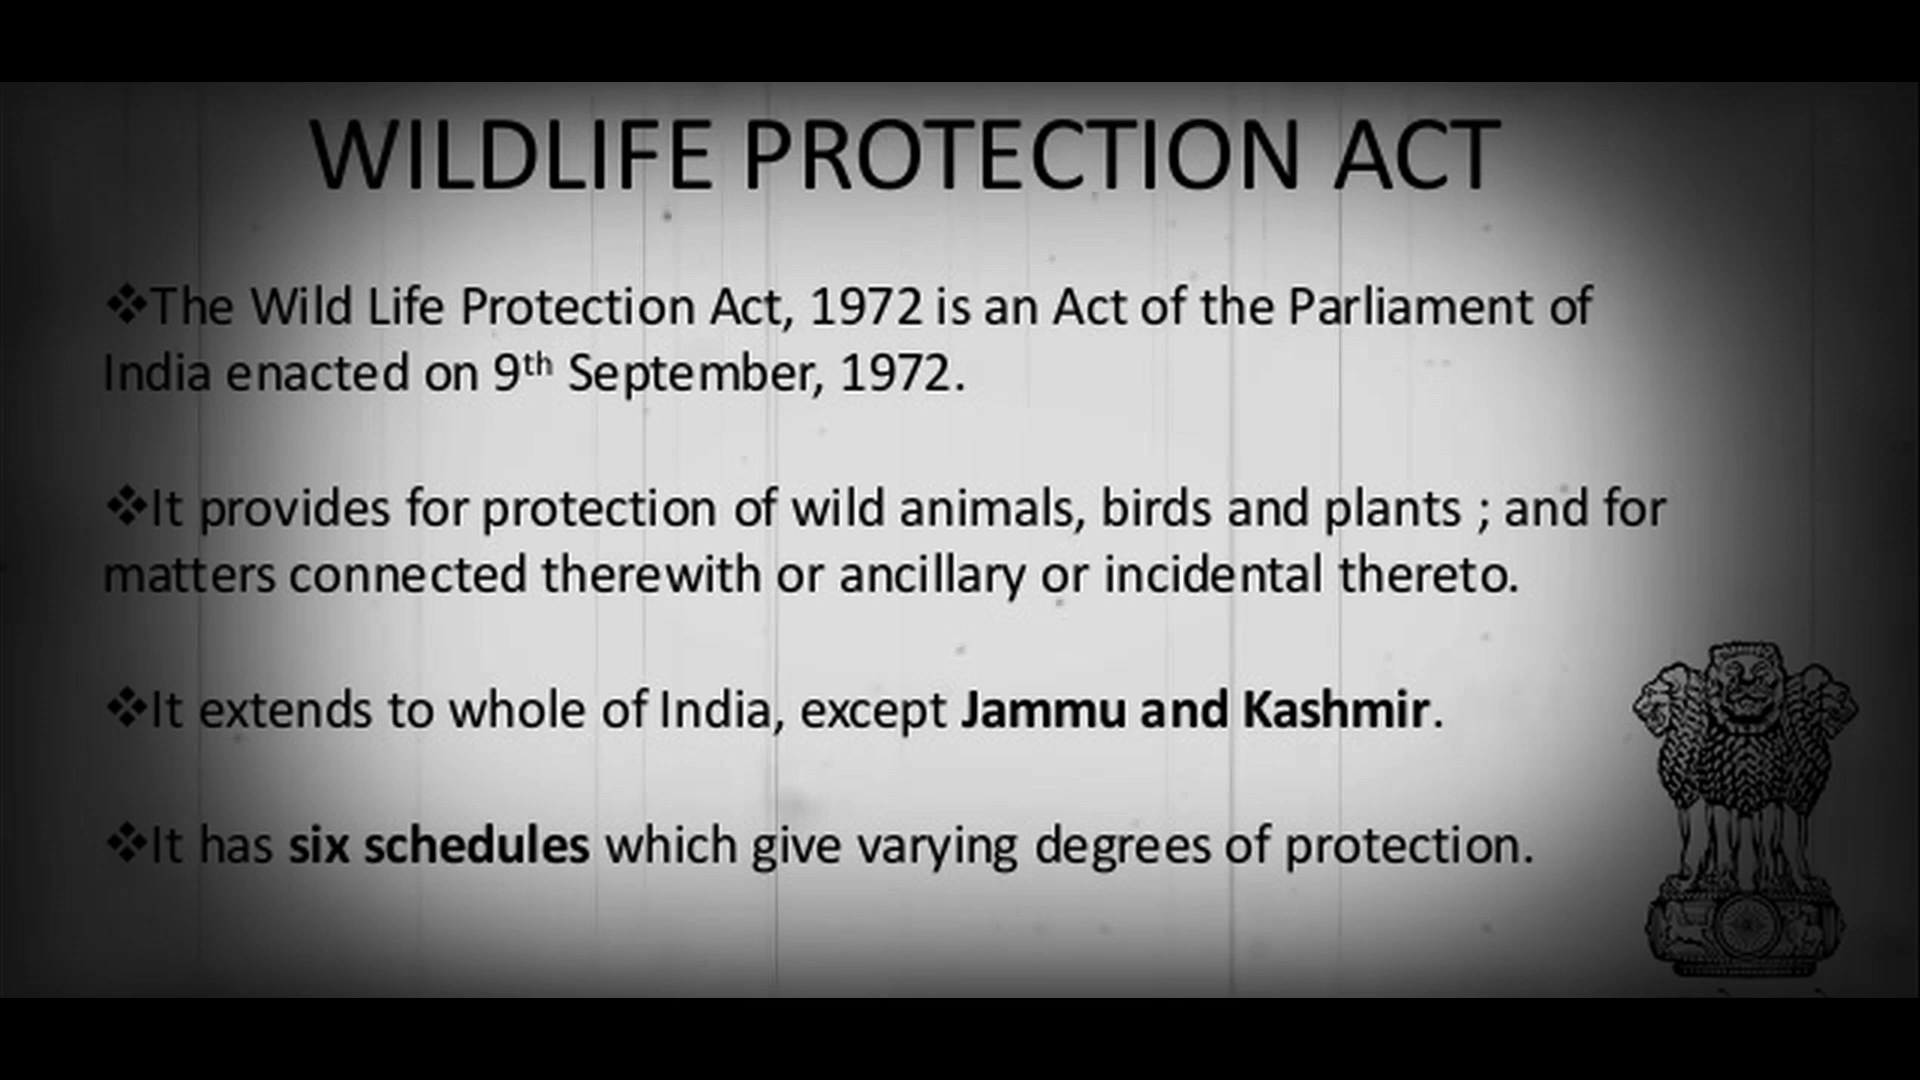 WILDLIFE PROTECTION ACT
❖The Wild Life Protection Act, 1972 is an Act of the Parliament of
India enacted on 9th September, 1972.
❖It provides for protection of wild animals, birds and plants ; and for
matters connected therewith or ancillary or incidental thereto.
❖It extends to whole of India, except Jammu and Kashmir.
❖It has six schedules which give varying degrees of protection.